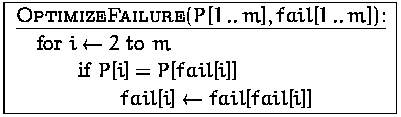 OPTIMIZEFAILURE(P[1 .. m], fail[1 .. m]):
for i ← 2 to m
if P[i] = P[fail[i]]
fail[i] ← fail[fail[i]]